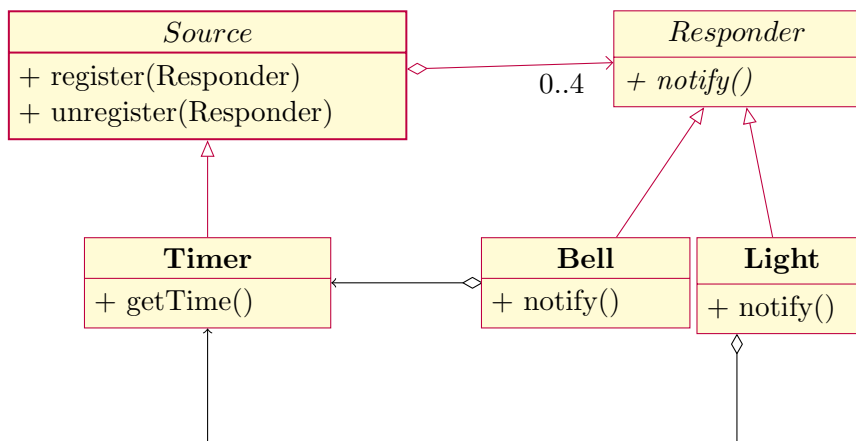 Source
+ register(Responder)
+ unregister(Responder)
0..4
Responder
+ notify()
Timer
+ getTime()
Bell
+ notify()
Light
+ notify()